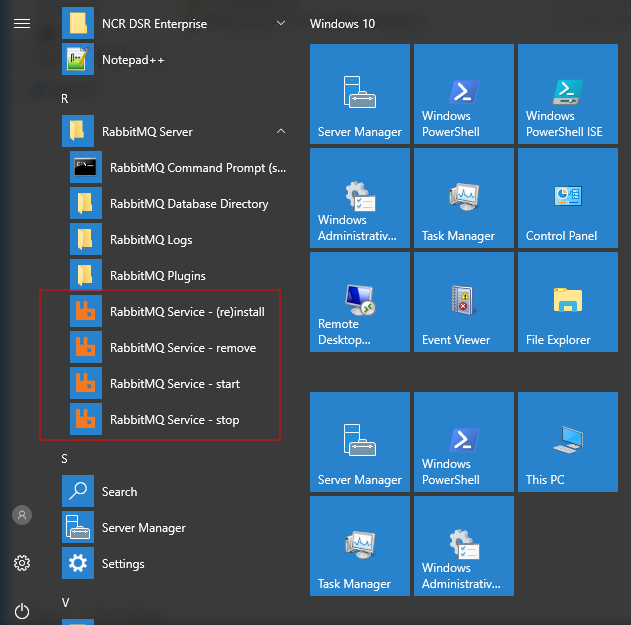 NCR DSR Enterprise
Notepad++
R
RabbitMQ Server
RabbitMQ Command Prompt (s...
RabbitMQ Database Directory
RabbitMQ Logs
RabbitMQ Plugins
RabbitMQ Service - (re)install
RabbitMQ Service - remove
RabbitMQ Service - start
RabbitMQ Service - stop
S
Search
Server Manager
Settings
V
Windows 10
Server Manager
Windows
PowerShell
Windows
PowerShell ISE
Windows
Administrativ...
Task Manager
Control Panel
Remote
Desktop...
Event Viewer
File Explorer
Server Manager
Windows
PowerShell
This PC
Task Manager
Windows
Administrativ...